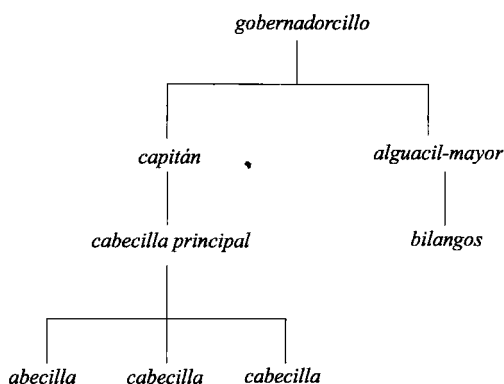 gobernadorcillo
capitán alguacil-mayor
cabecilla principal bilangos
abecilla cabecilla cabecilla